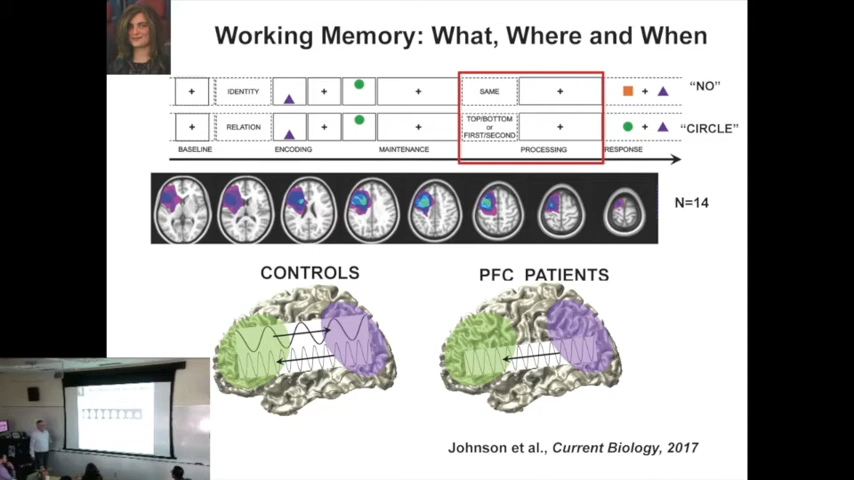 Working Memory: What, Where and When
+ IDENTITY + + SAME + + "NO"
+ RELATION + + TOP/BOTTOM + + "CIRCLE"
or
FIRST/SECOND
BASELINE ENCODING MAINTENANCE PROCESSING RESPONSE
N=14
CONTROLS PFC PATIENTS
Johnson et al., Current Biology, 2017